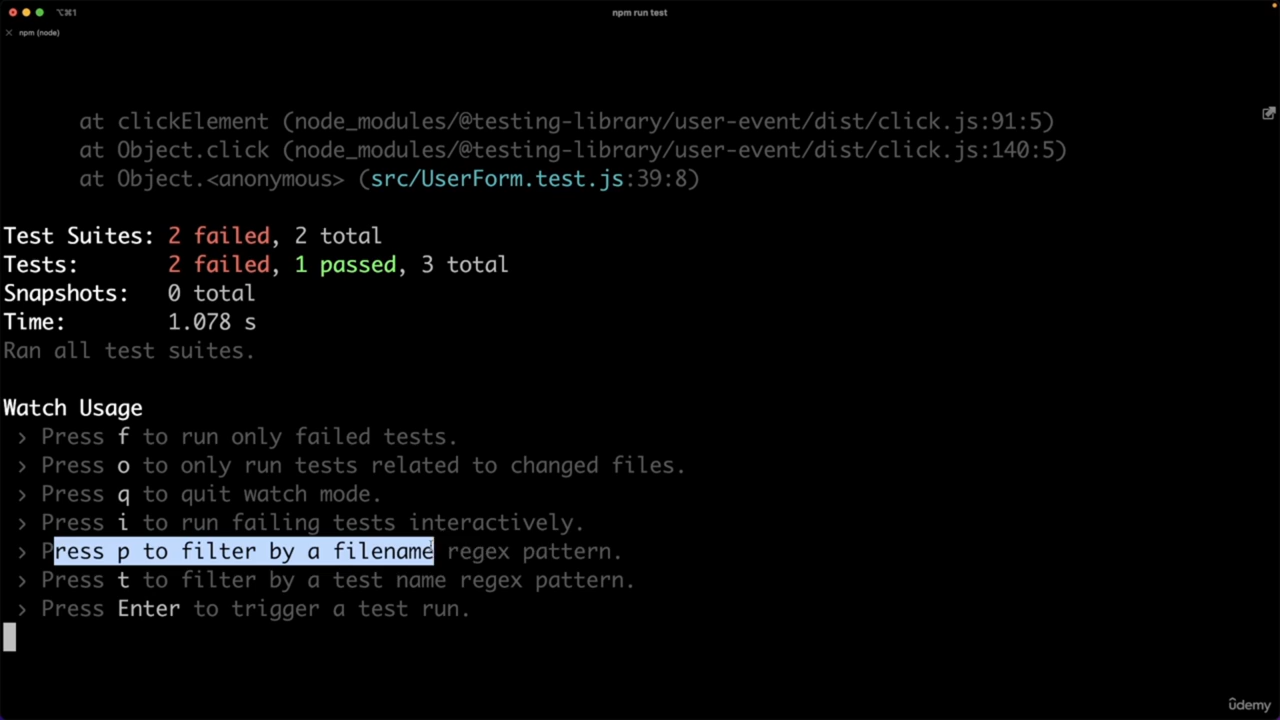 ⌥⌘1
npm run test
npm (node)
at clickElement (node_modules/@testing-library/user-event/dist/click.js:91:5)
at Object.click (node_modules/@testing-library/user-event/dist/click.js:140:5)
at Object.<anonymous> (src/UserForm.test.js:39:8)
Test Suites: 2 failed, 2 total
Tests: 2 failed, 1 passed, 3 total
Snapshots: 0 total
Time: 1.078 s
Ran all test suites.
Watch Usage
› Press f to run only failed tests.
› Press o to only run tests related to changed files.
› Press q to quit watch mode.
› Press i to run failing tests interactively.
› Press p to filter by a filename regex pattern.
› Press t to filter by a test name regex pattern.
› Press Enter to trigger a test run.
ûdemy